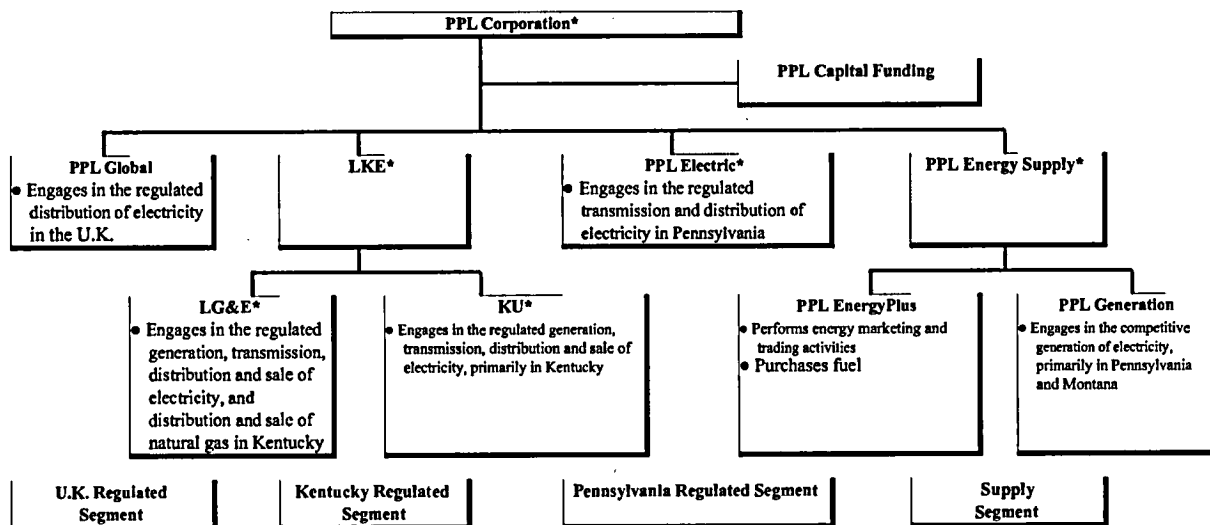 PPL Corporation*
PPL Capital Funding
PPL Global
● Engages in the regulated
distribution of electricity
in the U.K.
LKE*
PPL Electric*
● Engages in the regulated
transmission and distribution of
electricity in Pennsylvania
PPL Energy Supply*
LG&E*
● Engages in the regulated
generation, transmission,
distribution and sale of
electricity, and
distribution and sale of
natural gas in Kentucky
KU*
● Engages in the regulated generation,
transmission, distribution and sale of
electricity, primarily in Kentucky
PPL EnergyPlus
● Performs energy marketing and
trading activities
● Purchases fuel
PPL Generation
● Engages in the competitive
generation of electricity,
primarily in Pennsylvania
and Montana
U.K. Regulated
Segment
Kentucky Regulated
Segment
Pennsylvania Regulated Segment
Supply
Segment